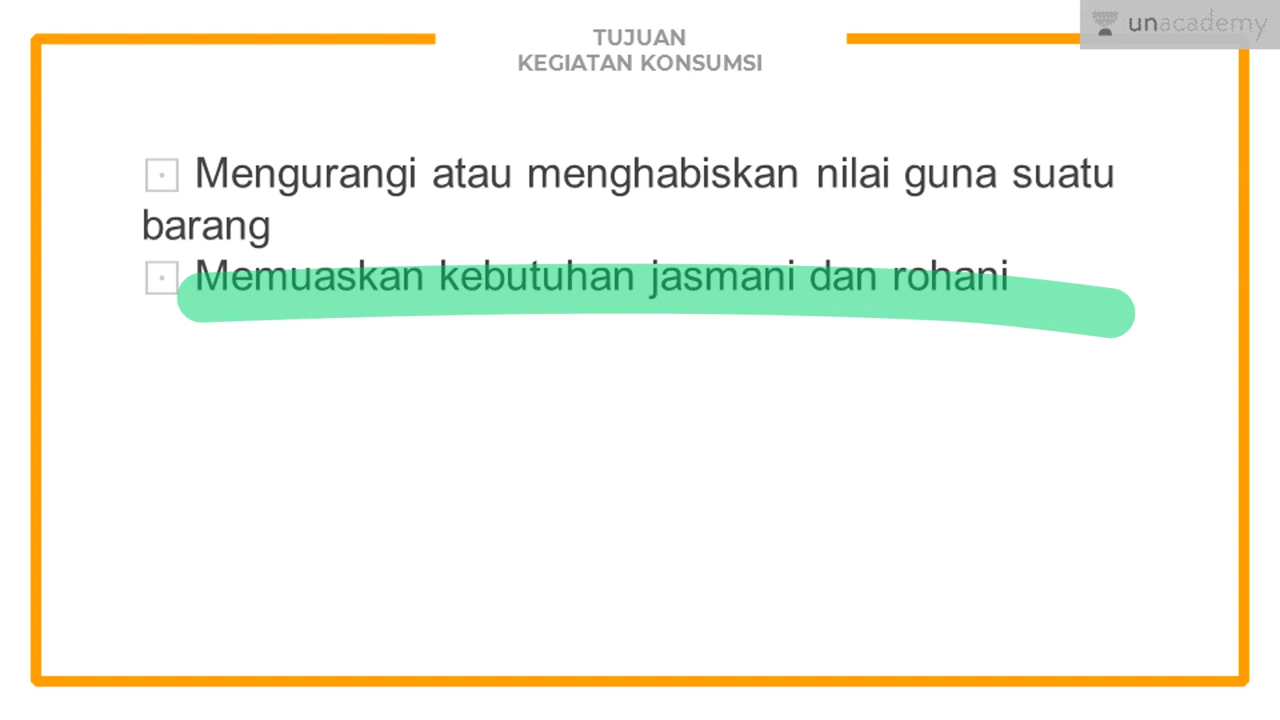 unacademy
TUJUAN
KEGIATAN KONSUMSI
Mengurangi atau menghabiskan nilai guna suatu
barang
Memuaskan kebutuhan jasmani dan rohani